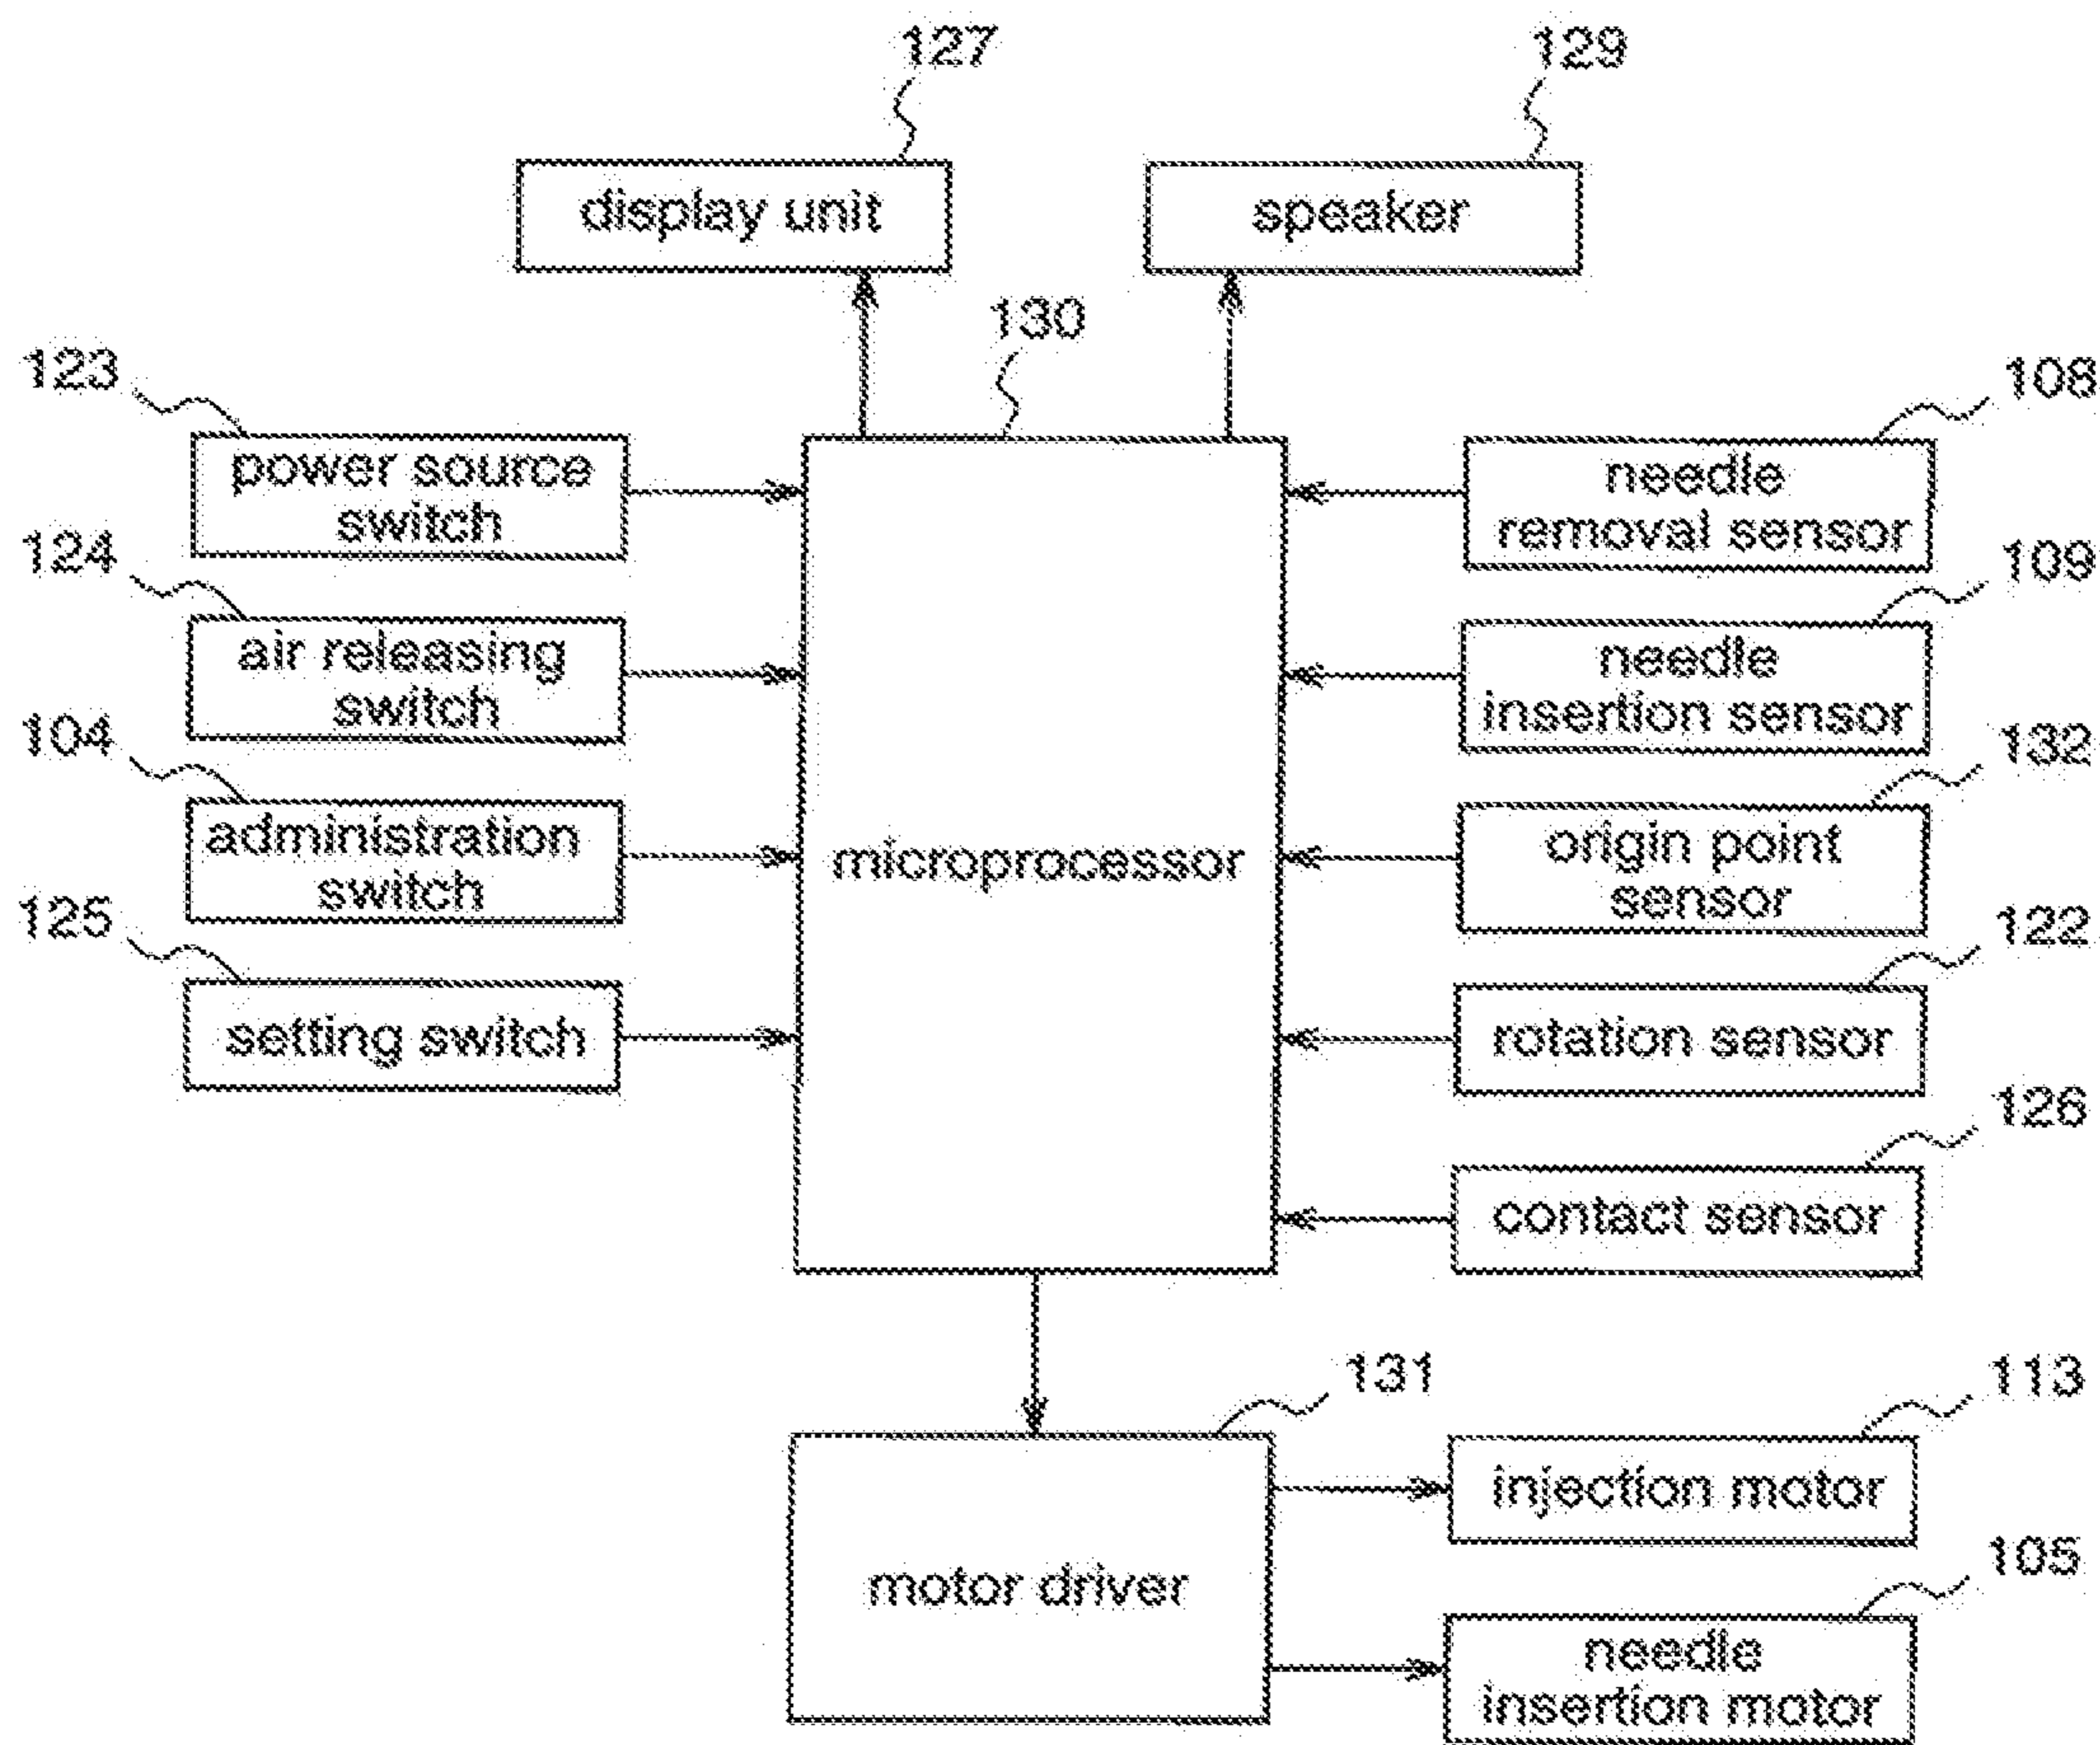 127
129
display unit
speaker
130
123
108
power source
switch
needle
removal sensor
124
109
air releasing
switch
needle
insertion sensor
104
132
administration
switch
microprocessor
origin point
sensor
125
122
setting switch
rotation sensor
126
contact sensor
131
113
injection motor
motor driver
105
needle
insertion motor